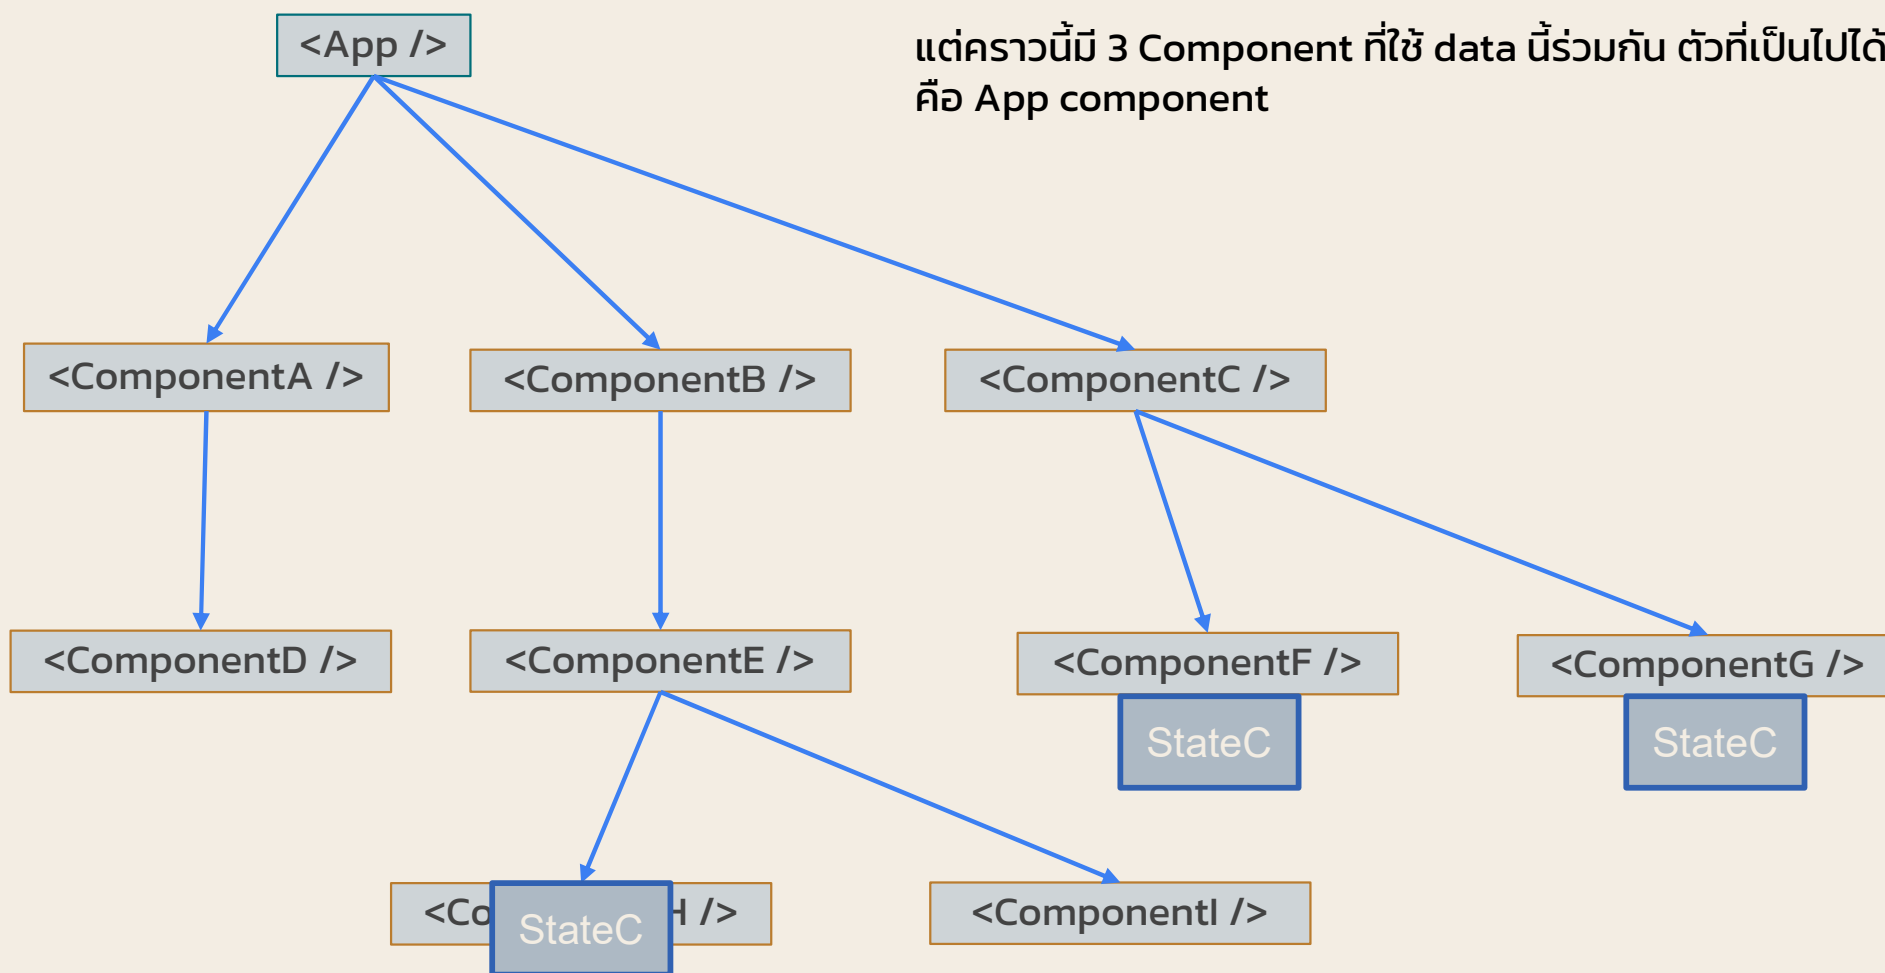 <App />
แต่คราวนี้มี 3 Component ที่ใช้ data นี้ร่วมกัน ตัวที่เป็นไปได้
คือ App component
<ComponentA />
<ComponentB />
<ComponentC />
<ComponentD />
<ComponentE />
<ComponentF />
<ComponentG />
StateC
StateC
<Co H />
StateC
<ComponentI />